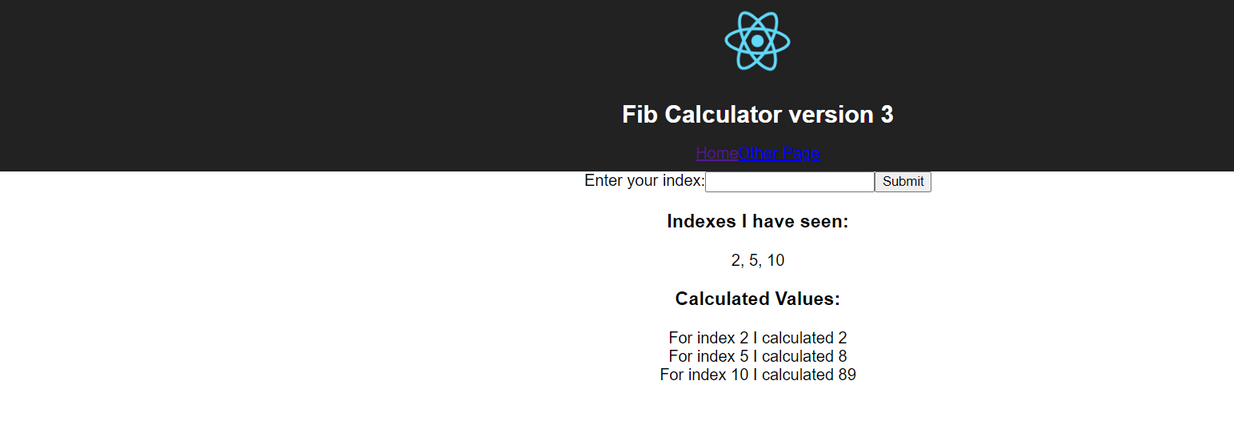 Fib Calculator version 3
HomeOther Page
Enter your index: Submit
Indexes I have seen:
2, 5, 10
Calculated Values:
For index 2 I calculated 2
For index 5 I calculated 8
For index 10 I calculated 89